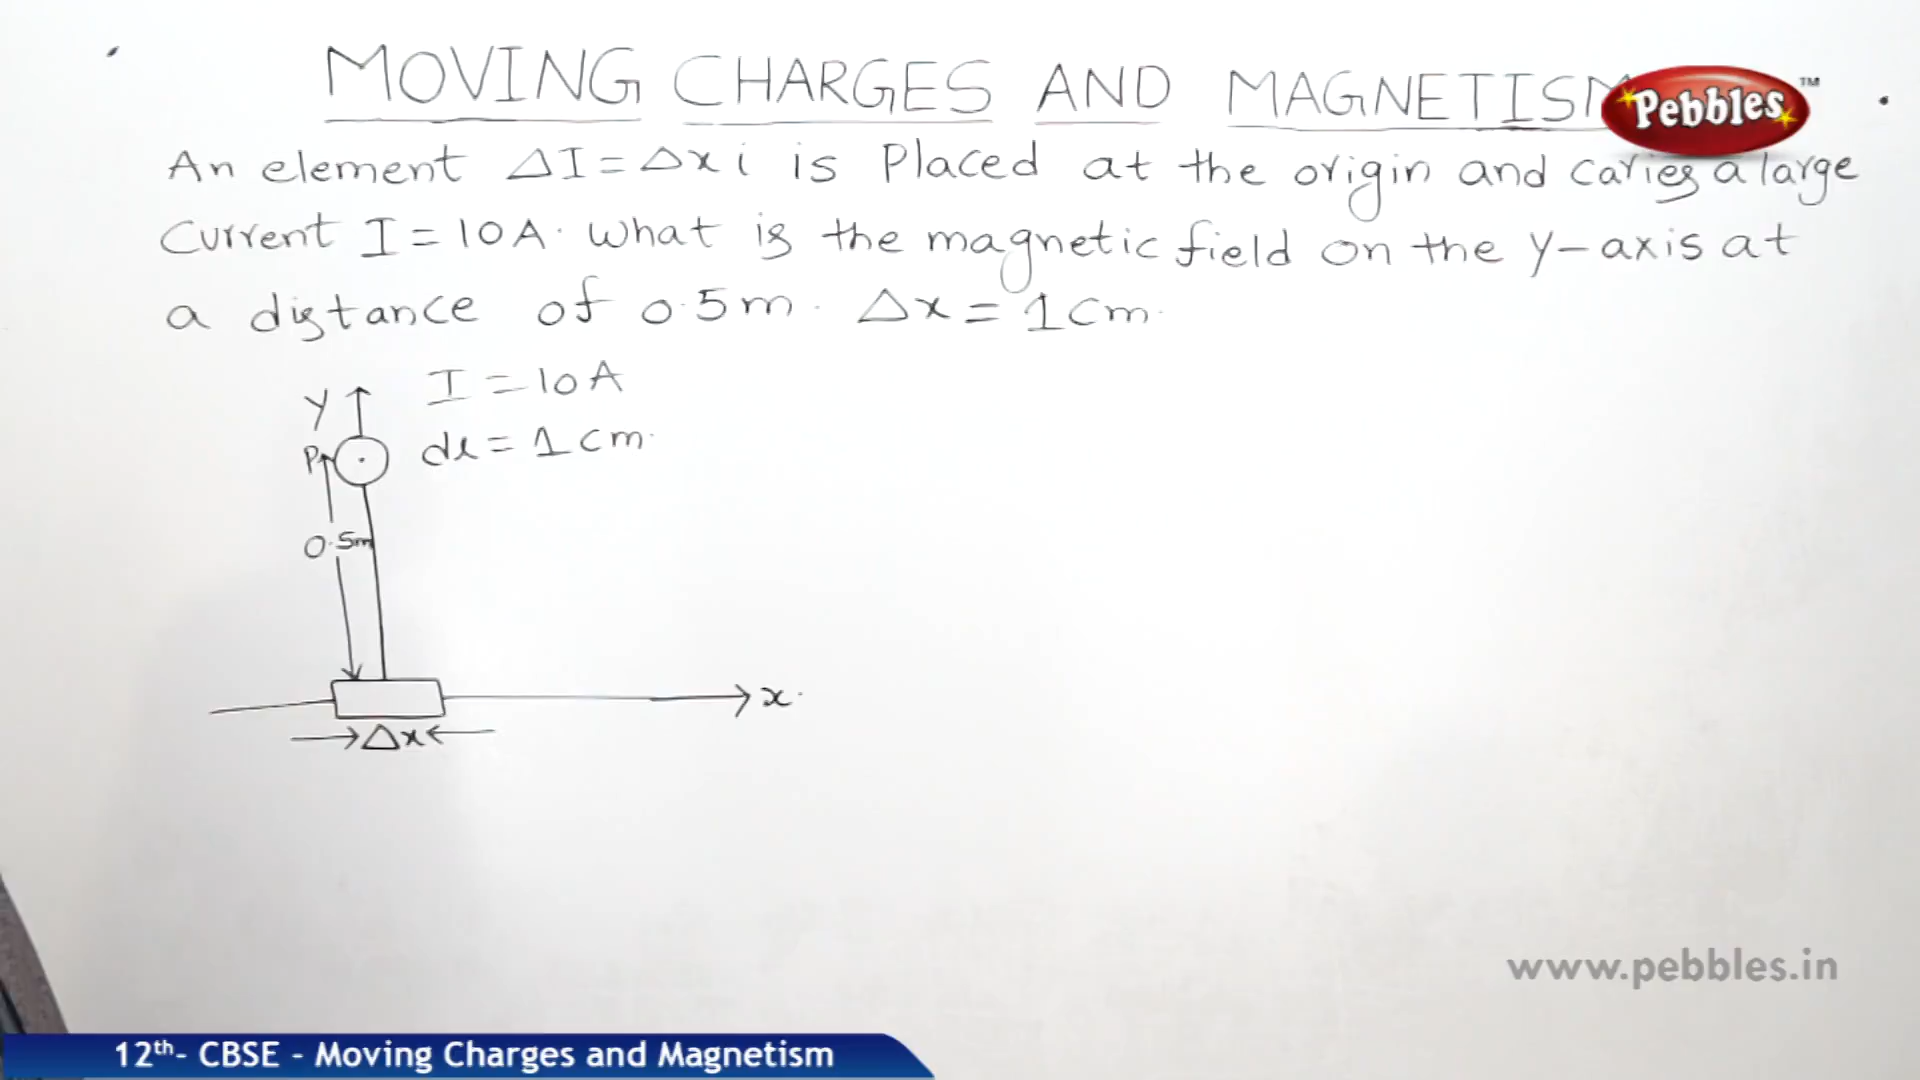 MOVING CHARGES AND MAGNETISM
Pebbles™
An element ΔI = Δx i is Placed at the origin and caries a large
Current I = 10A. What is the magnetic field on the y-axis at
a distance of 0.5m. Δx = 1cm.
I = 10A
Y
dl = 1cm.
P
0.5m
x.
Δx
www.pebbles.in
12th- CBSE - Moving Charges and Magnetism